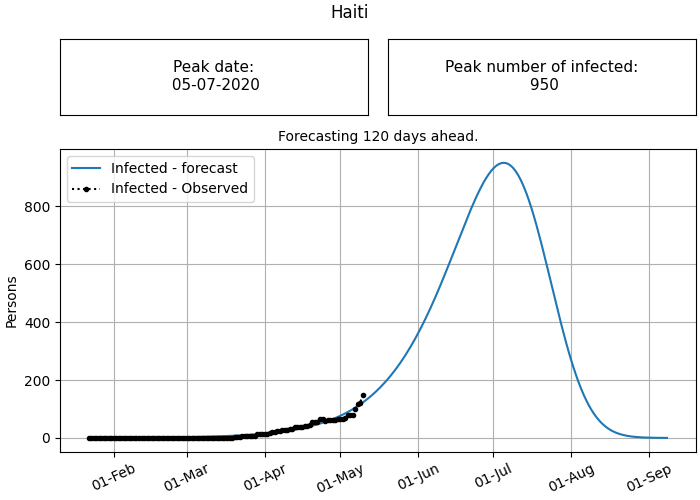 Haiti
Peak date:
05-07-2020
Peak number of infected:
950
Forecasting 120 days ahead.
Infected - forecast
Infected - Observed
Persons
800
600
400
200
0
01-Feb
01-Mar
01-Apr
01-May
01-Jun
01-Jul
01-Aug
01-Sep